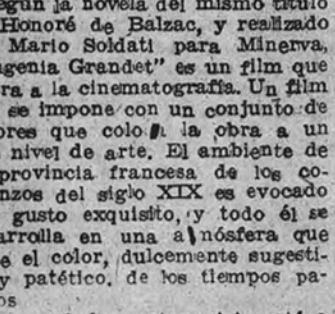 egún la novela del mismo título
Honoré de Balzac, y realizado
Mario Soldati para Minerva,
ugenia Grandet" es un film que
ra a la cinematografía. Un film
se impone con un conjunto de
ores que colo la obra a un
nivel de arte. El ambiente de
provincia francesa de los co-
nzos del siglo XIX es evocado
gusto exquisito, y todo él se
arrolla en una a nósfera que
e el color, dulcemente sugesti-
y patético, de los tiempos pa-
os